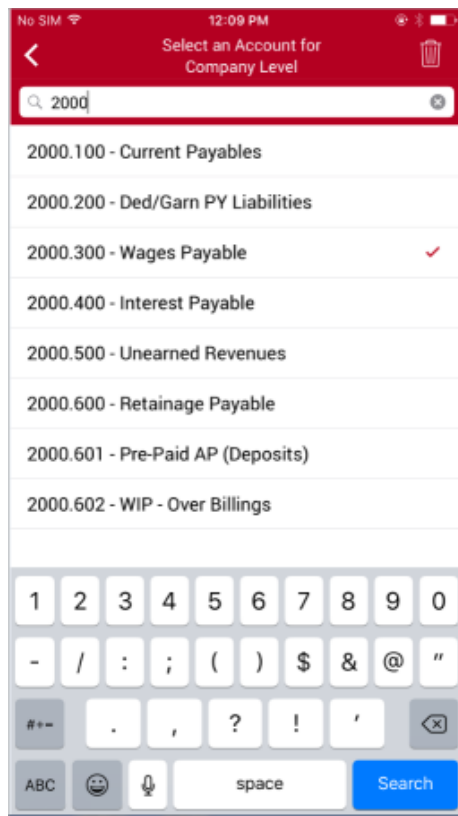 No SIM 12:09 PM
Select an Account for
Company Level
2000
2000.100 - Current Payables
2000.200 - Ded/Garn PY Liabilities
2000.300 - Wages Payable
2000.400 - Interest Payable
2000.500 - Unearned Revenues
2000.600 - Retainage Payable
2000.601 - Pre-Paid AP (Deposits)
2000.602 - WIP - Over Billings
1 2 3 4 5 6 7 8 9 0
- / : ; ( ) $ & @ "
#+= . , ? ! '
ABC space Search